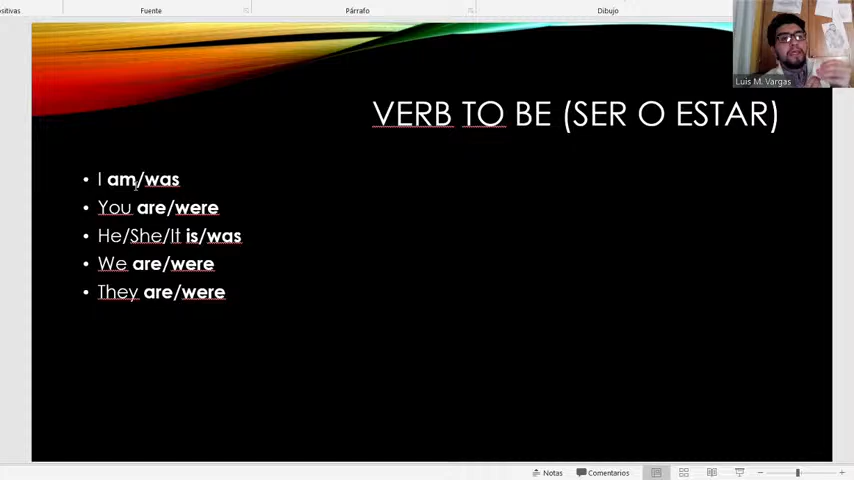 ositivas
Fuente
Párrafo
Dibujo
Luis M. Vargas
VERB TO BE (SER O ESTAR)
• I am/was
• You are/were
• He/She/It is/was
• We are/were
• They are/were
Notas
Comentarios